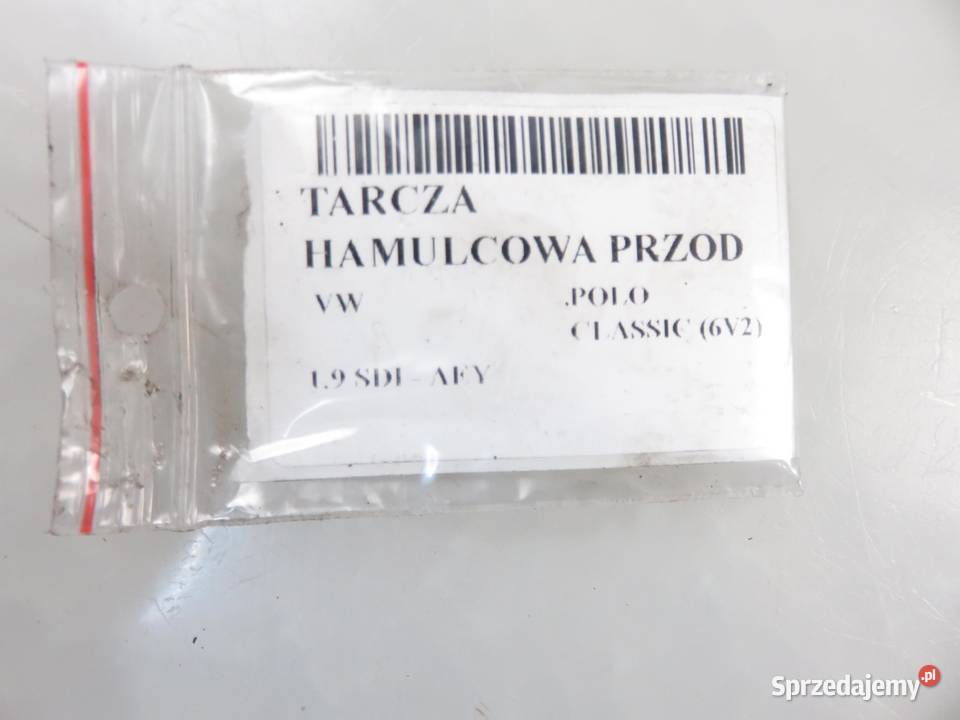 TARCZA
HAMULCOWA PRZOD
VW .POLO
CLASSIC (6V2)
1.9 SDI - AEY
Sprzedajemy.pl